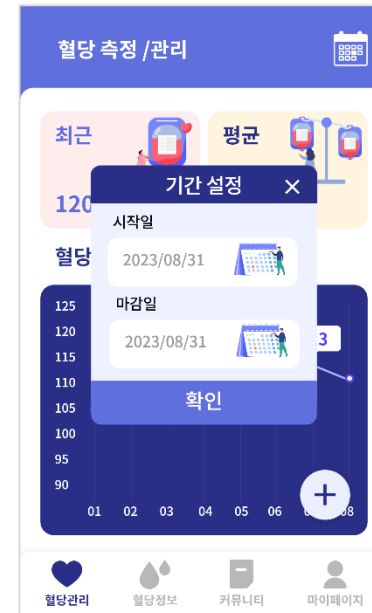 혈당 측정 /관리
최근
평균
120
기간 설정 ×
시작일
2023/08/31
마감일
2023/08/31
확인
혈당
125
120
115
110
105
100
95
90
3
01 02 03 04 05 06 08
+
혈당관리 혈당정보 커뮤니티 마이페이지